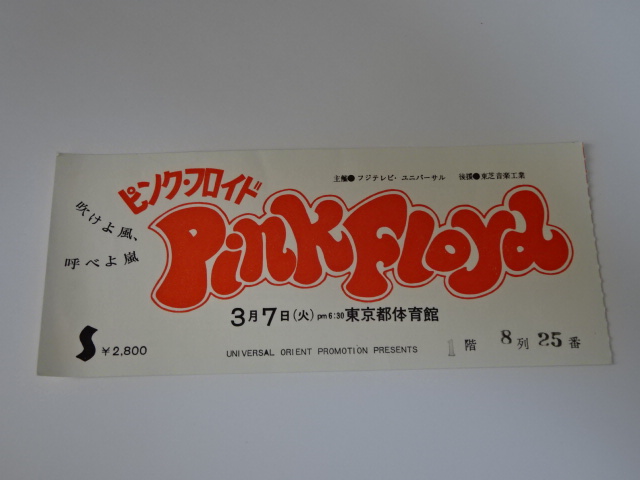 主催●フジテレビ・ユニバーサル 後援●東芝音楽工業
ピンク・フロイド
吹けよ風、
呼べよ嵐
Pink Floyd
3月7日(火)pm6:30東京都体育館
S ¥2,800
UNIVERSAL ORIENT PROMOTION PRESENTS
1階 8列 25番